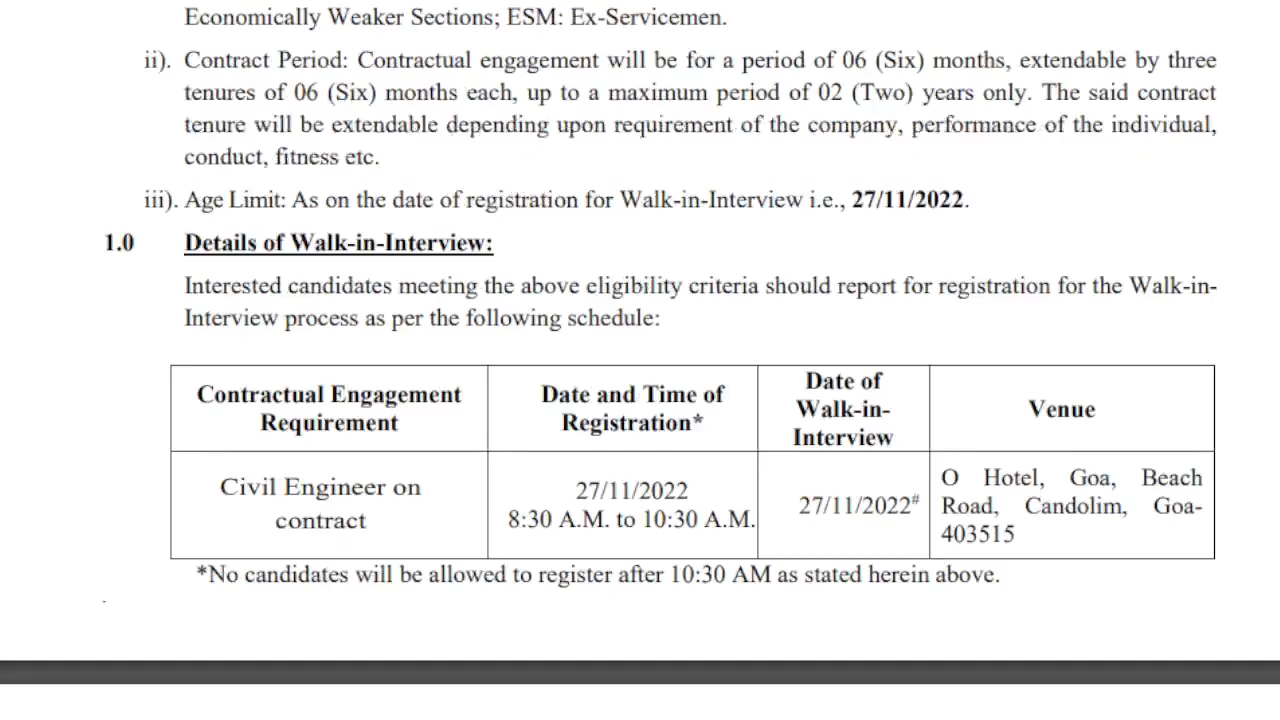 Economically Weaker Sections; ESM: Ex-Servicemen.
ii). Contract Period: Contractual engagement will be for a period of 06 (Six) months, extendable by three
tenures of 06 (Six) months each, up to a maximum period of 02 (Two) years only. The said contract
tenure will be extendable depending upon requirement of the company, performance of the individual,
conduct, fitness etc.
iii). Age Limit: As on the date of registration for Walk-in-Interview i.e., 27/11/2022.
1.0 Details of Walk-in-Interview:
Interested candidates meeting the above eligibility criteria should report for registration for the Walk-in-
Interview process as per the following schedule:
Contractual Engagement
Requirement
Date and Time of
Registration*
Date of
Walk-in-
Interview
Venue
Civil Engineer on
contract
27/11/2022
8:30 A.M. to 10:30 A.M.
27/11/2022#
O Hotel, Goa, Beach
Road, Candolim, Goa-
403515
*No candidates will be allowed to register after 10:30 AM as stated herein above.